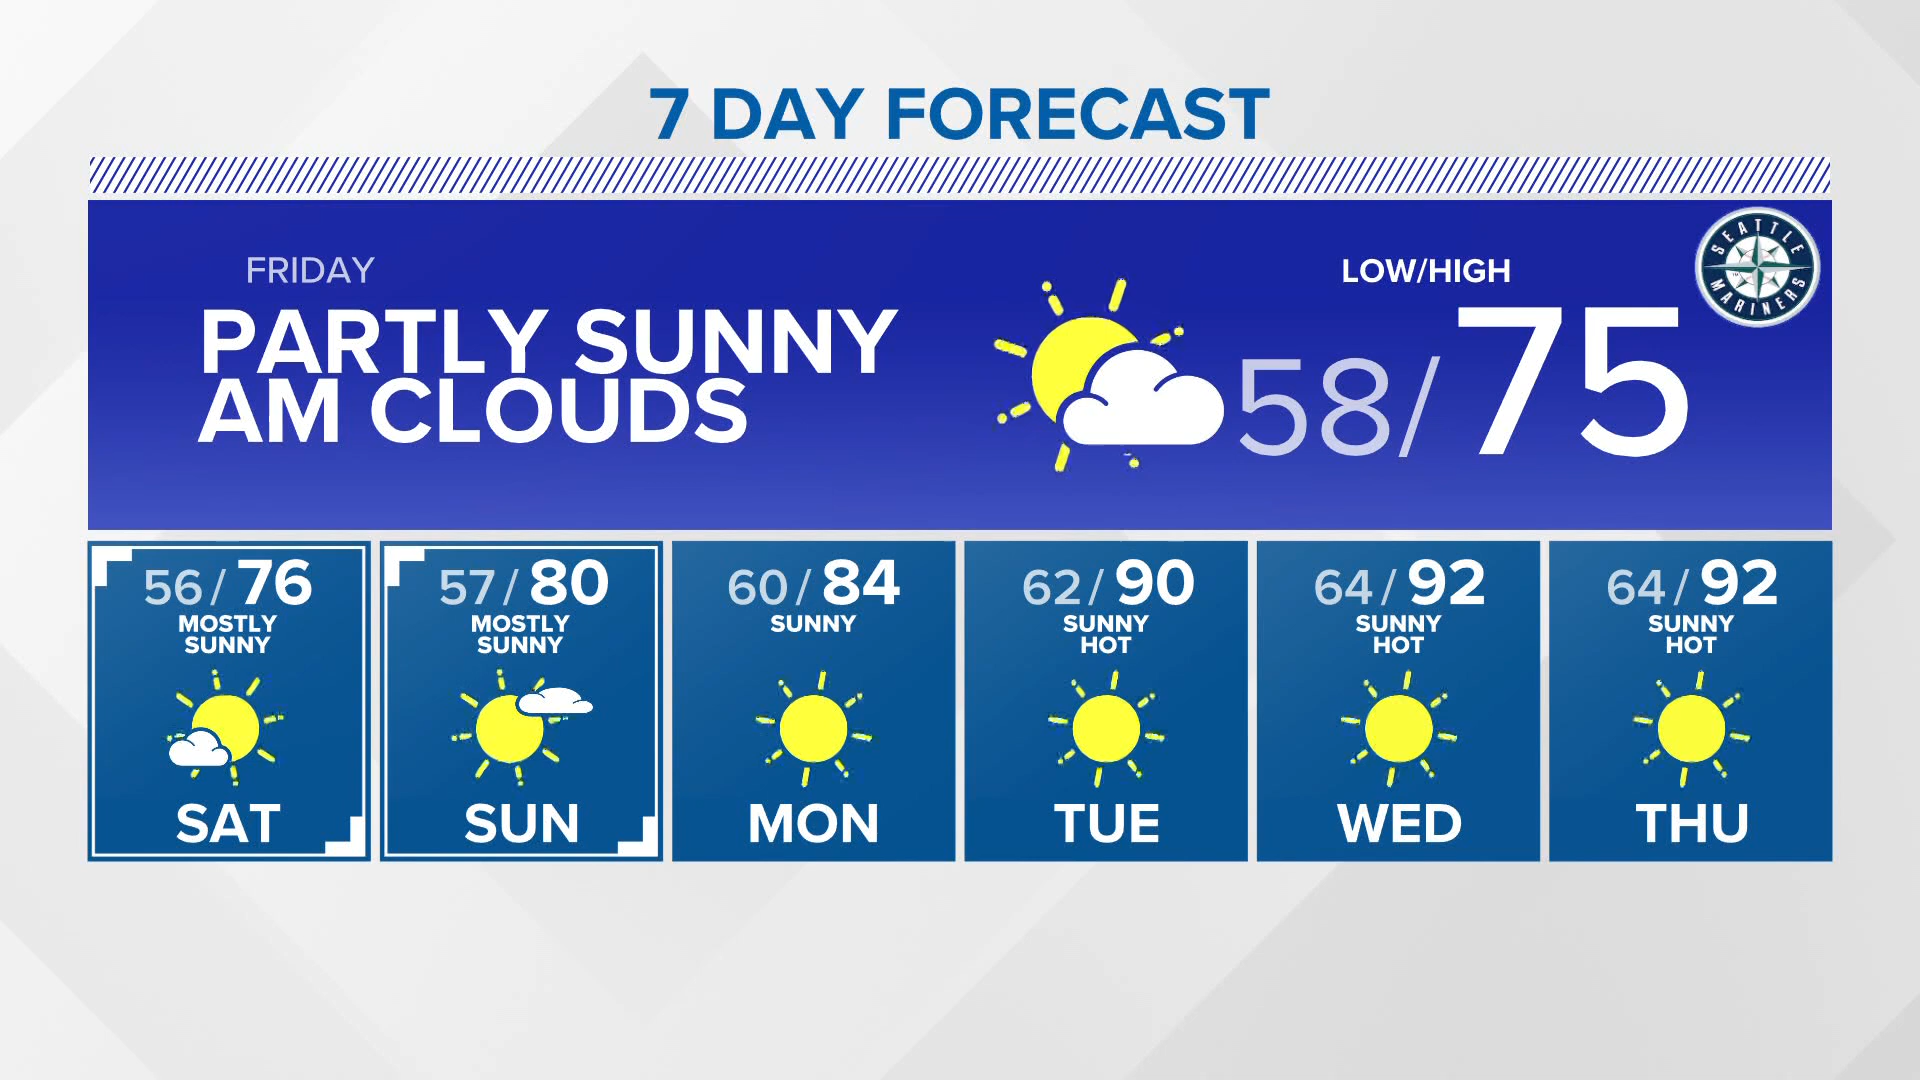 7 DAY FORECAST
FRIDAY
PARTLY SUNNY
AM CLOUDS
LOW/HIGH
58/75
SEATTLE
MARINERS
56/76
MOSTLY
SUNNY
SAT
57/80
MOSTLY
SUNNY
SUN
60/84
SUNNY
MON
62/90
SUNNY
HOT
TUE
64/92
SUNNY
HOT
WED
64/92
SUNNY
HOT
THU